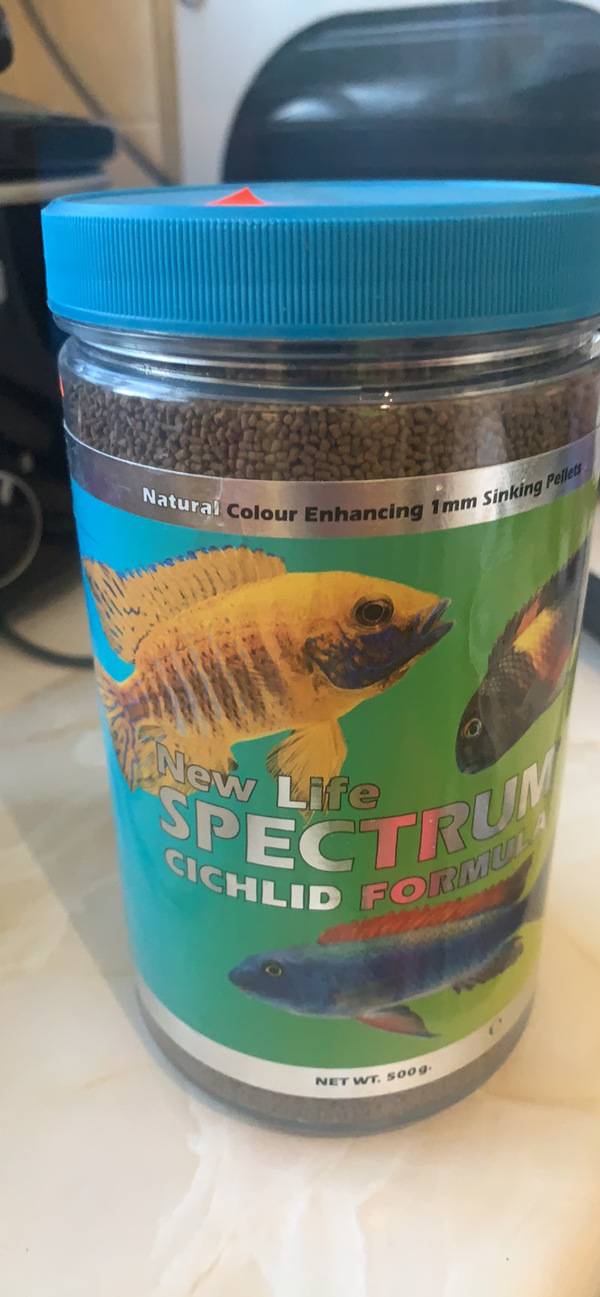 Natural Colour Enhancing 1mm Sinking Pellets
New Life
SPECTRUM
CICHLID FORMULA
NET WT. 500g.